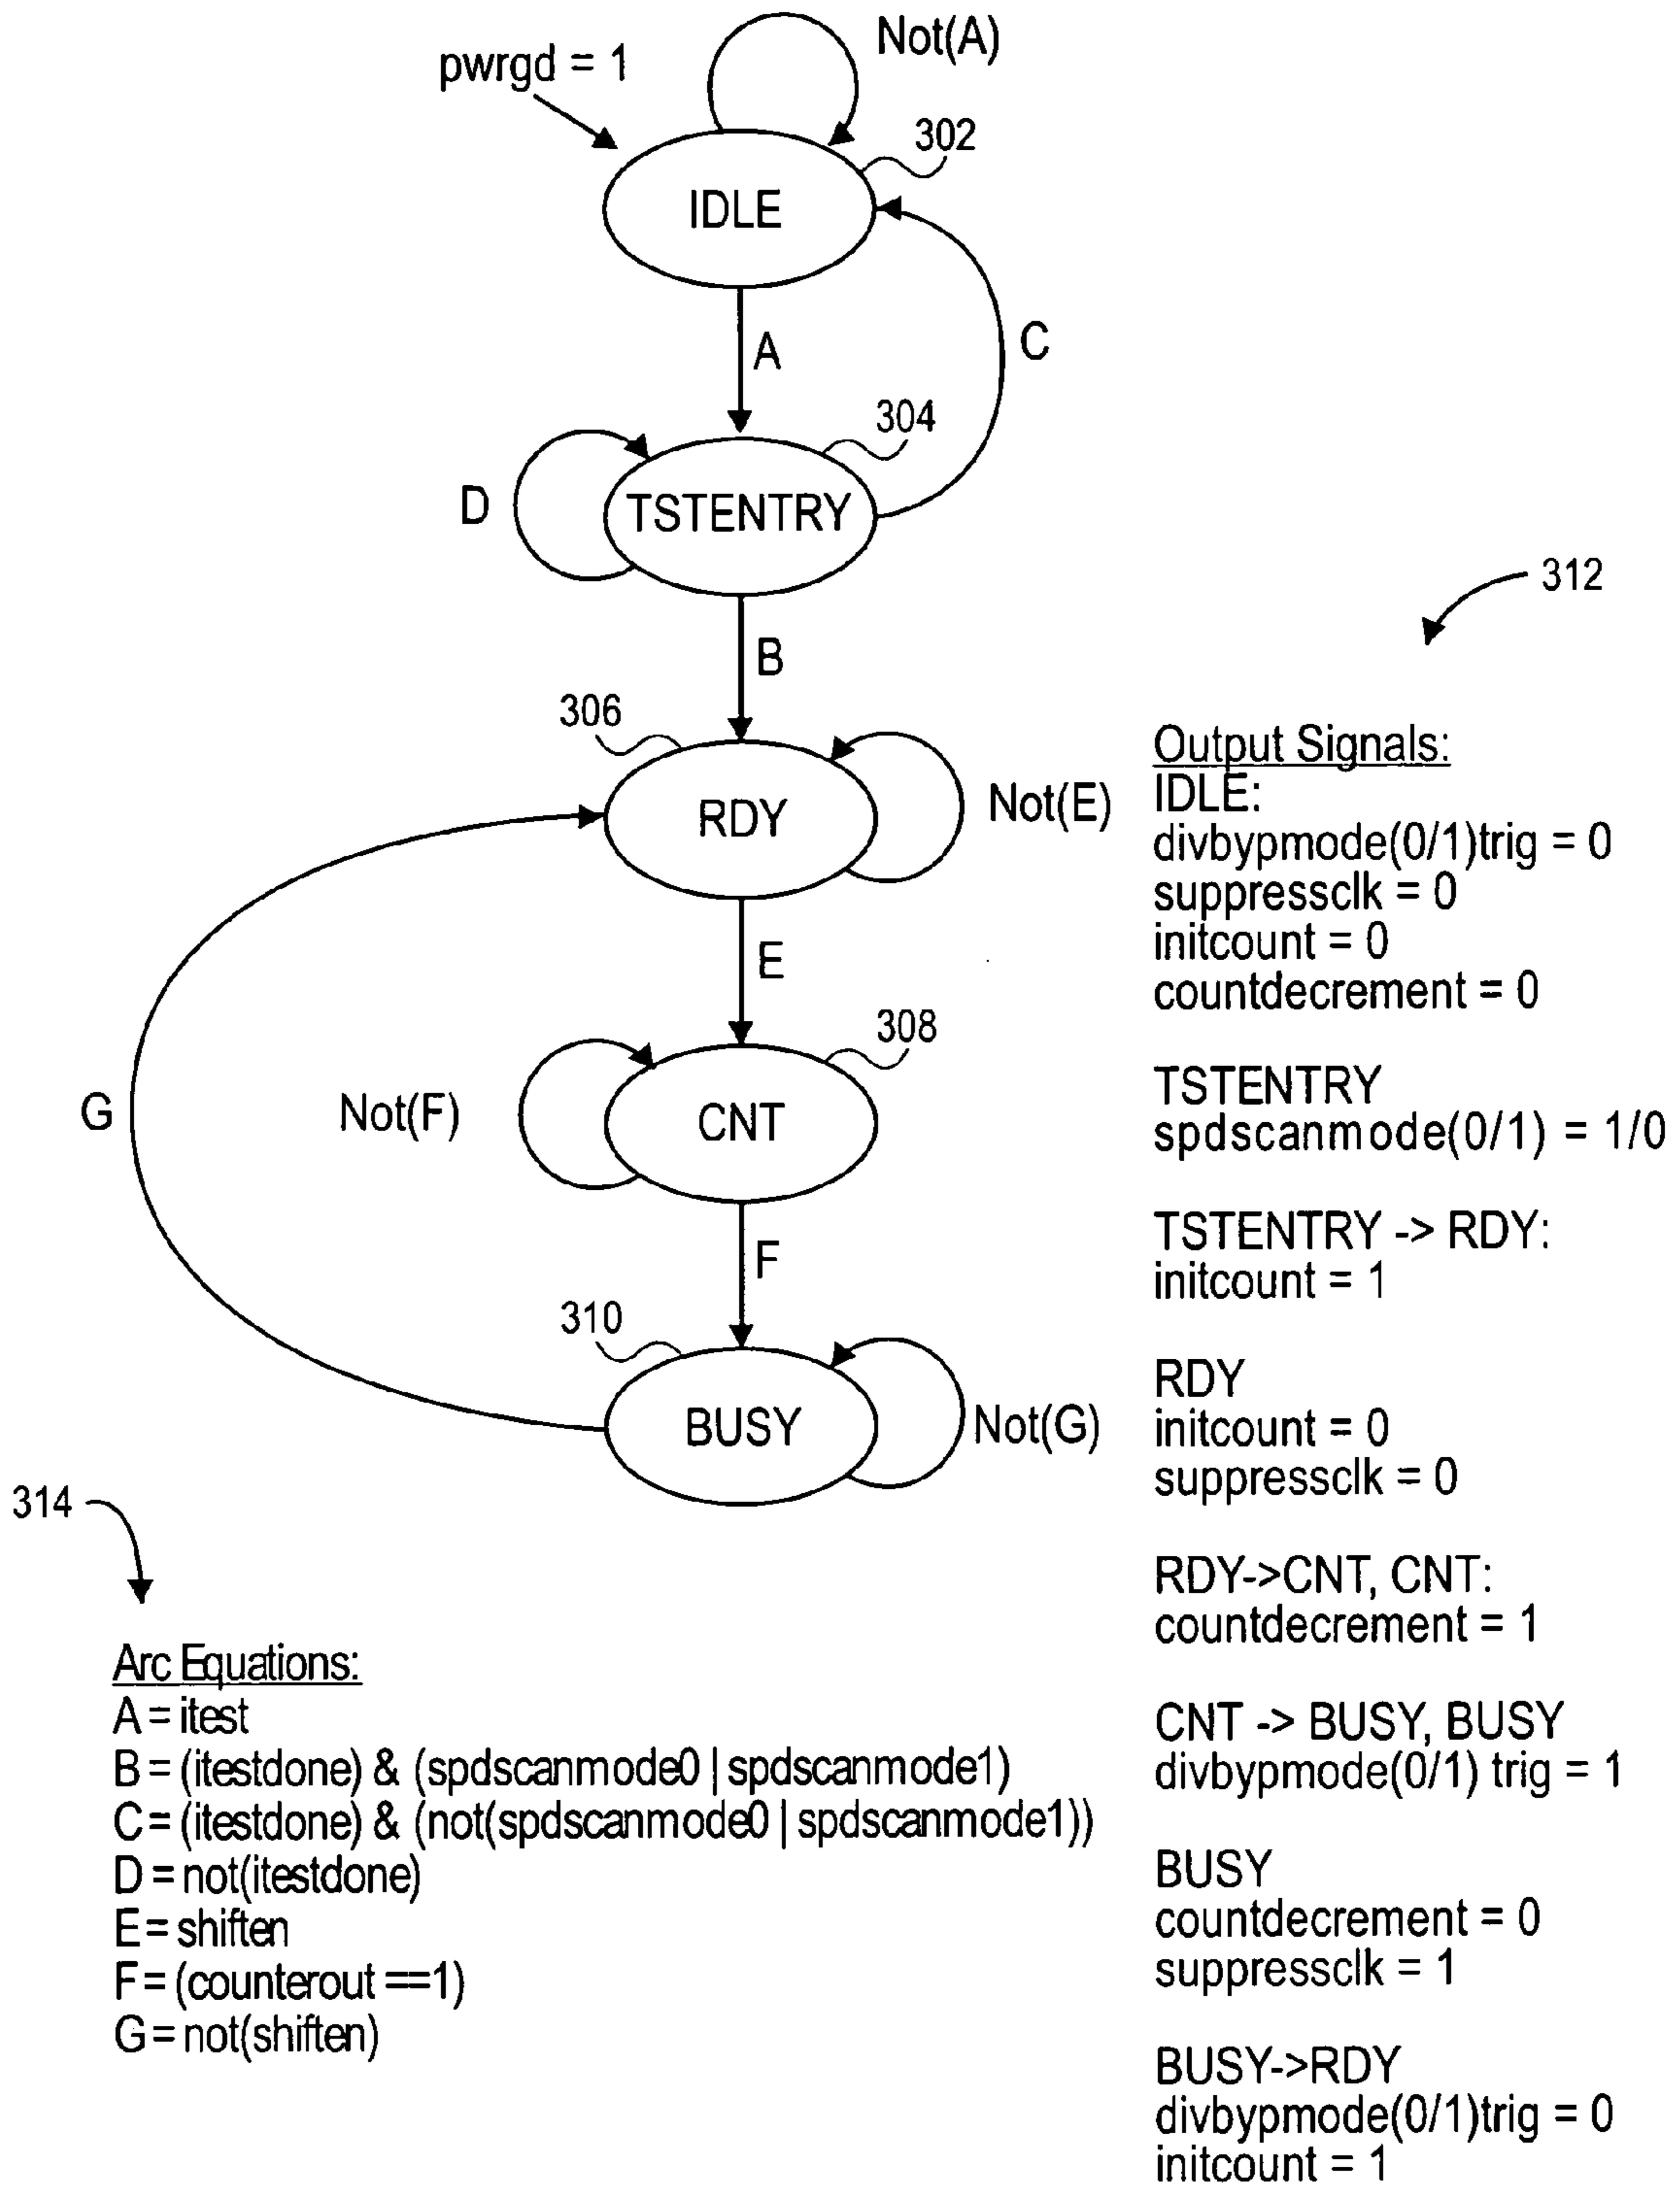 Not(A)
pwrgd = 1
302
IDLE
A
C
304
D
TSTENTRY
B
306
RDY
Not(E)
E
308
G
Not(F)
CNT
F
310
BUSY
Not(G)
312
Output Signals:
IDLE:
divbypmode(0/1)trig = 0
suppressclk = 0
initcount = 0
countdecrement = 0
TSTENTRY
spdscanmode(0/1) = 1/0
TSTENTRY -> RDY:
initcount = 1
RDY
initcount = 0
suppressclk = 0
RDY->CNT, CNT:
countdecrement = 1
CNT -> BUSY, BUSY
divbypmode(0/1) trig = 1
BUSY
countdecrement = 0
suppressclk = 1
BUSY->RDY
divbypmode(0/1)trig = 0
initcount = 1
314
Arc Equations:
A = itest
B = (itestdone) & (spdscanmode0 | spdscanmode1)
C = (itestdone) & (not(spdscanmode0 | spdscanmode1))
D = not(itestdone)
E = shiften
F = (counterout ==1)
G = not(shiften)